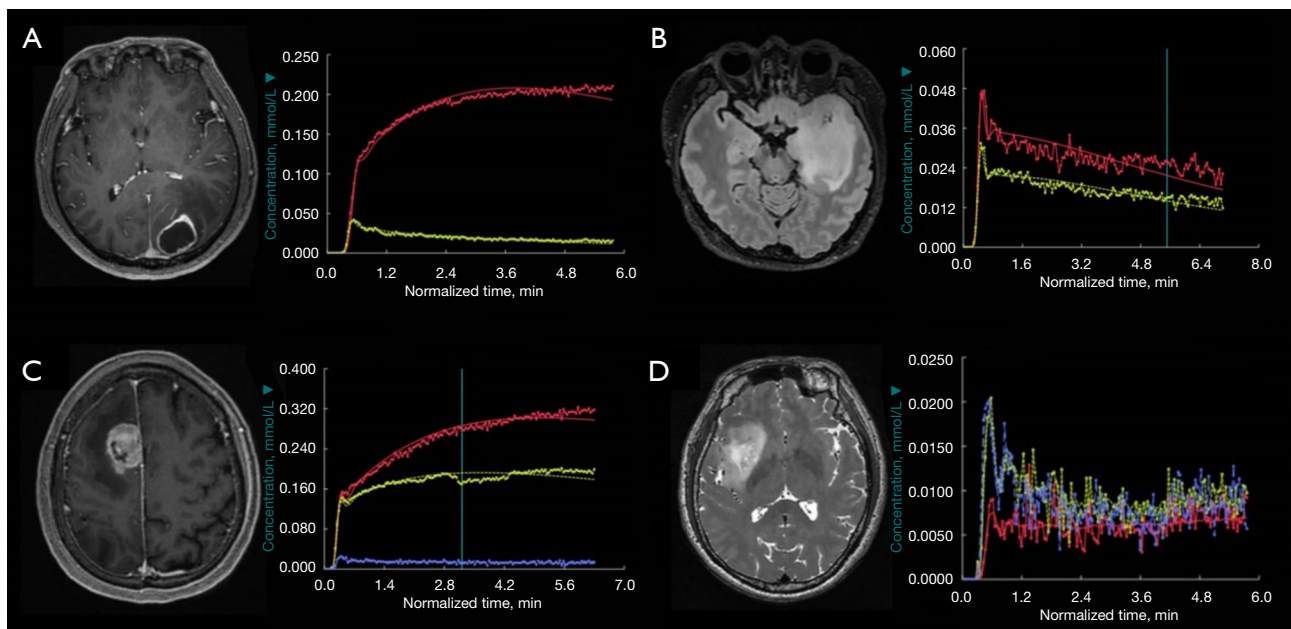 A
Concentration, mmol/L ▼
0.250
0.200
0.150
0.100
0.050
0.000
0.0 1.2 2.4 3.6 4.8 6.0
Normalized time, min
B
Concentration, mmol/L ▼
0.060
0.048
0.036
0.024
0.012
0.000
0.0 1.6 3.2 4.8 6.4 8.0
Normalized time, min
C
Concentration, mmol/L ▼
0.400
0.320
0.240
0.160
0.080
0.000
0.0 1.4 2.8 4.2 5.6 7.0
Normalized time, min
D
Concentration, mmol/L ▼
0.0250
0.0200
0.0150
0.0100
0.0050
0.0000
0.0 1.2 2.4 3.6 4.8 6.0
Normalized time, min